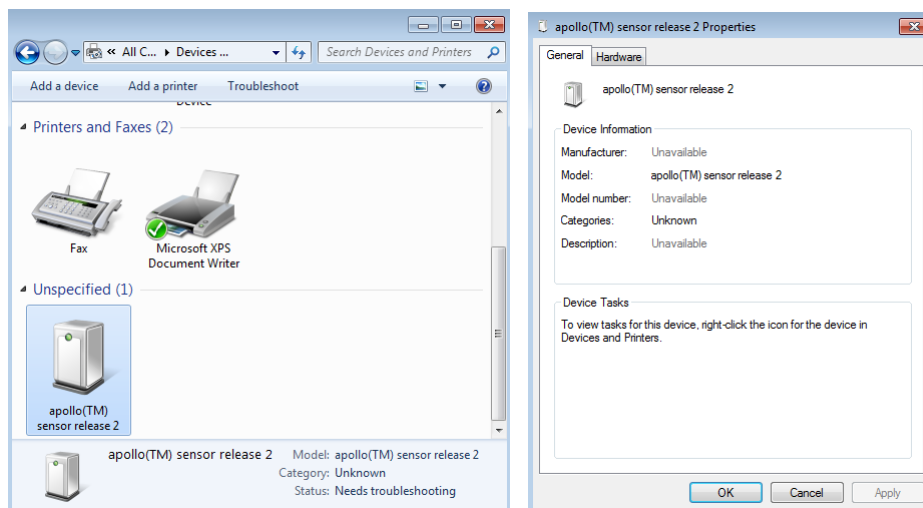 All C... Devices ...
Search Devices and Printers
Add a device Add a printer Troubleshoot
Device
Printers and Faxes (2)
Fax
Microsoft XPS
Document Writer
Unspecified (1)
apollo(TM)
sensor release 2
apollo(TM) sensor release 2 Model: apollo(TM) sensor release 2
Category: Unknown
Status: Needs troubleshooting
apollo(TM) sensor release 2 Properties
General Hardware
apollo(TM) sensor release 2
Device Information
Manufacturer: Unavailable
Model: apollo(TM) sensor release 2
Model number: Unavailable
Categories: Unknown
Description: Unavailable
Device Tasks
To view tasks for this device, right-click the icon for the device in
Devices and Printers.
OK Cancel Apply